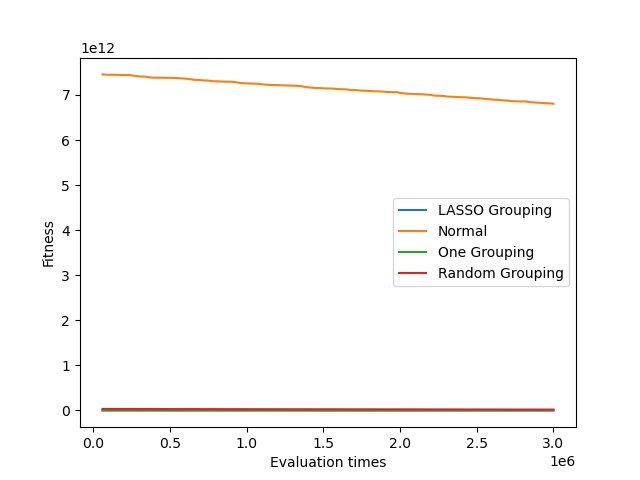 1e12
7
6
5
4
3
2
1
0
Fitness
LASSO Grouping
Normal
One Grouping
Random Grouping
0.0 0.5 1.0 1.5 2.0 2.5 3.0
1e6
Evaluation times